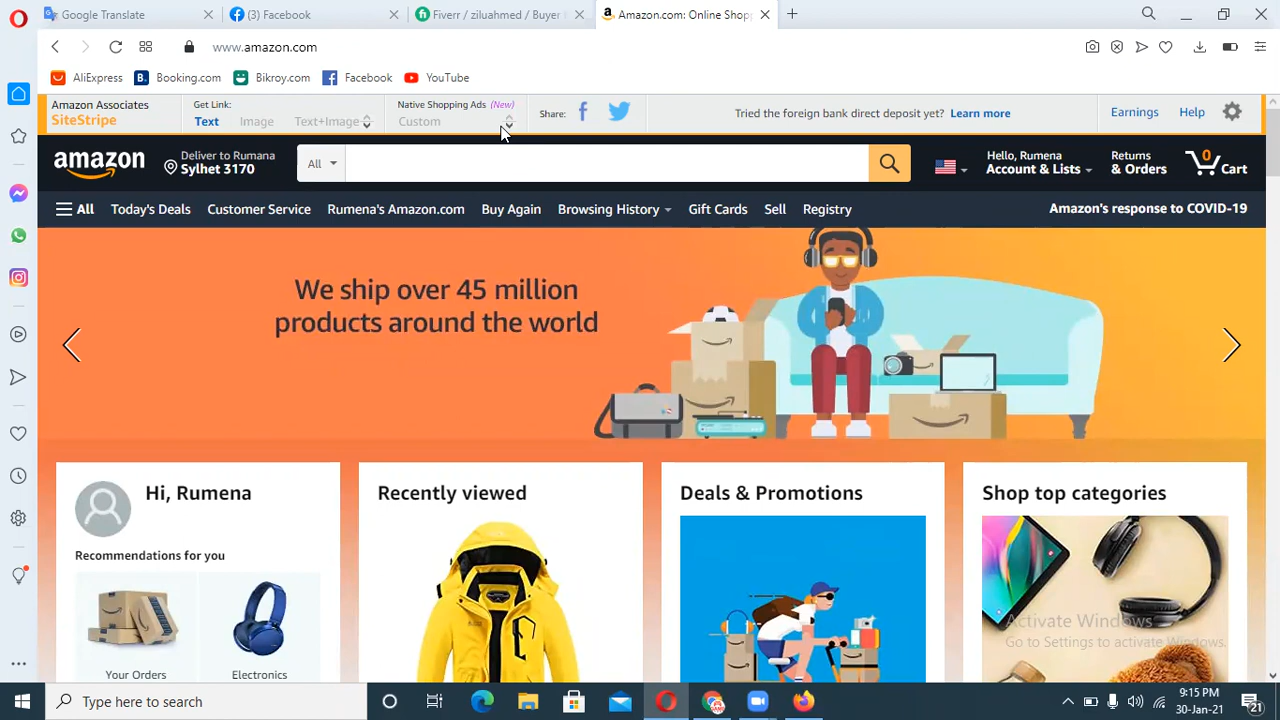 Google Translate
(3) Facebook
Fiverr / ziluahmed / Buyer
Amazon.com: Online Shop
www.amazon.com
AliExpress
Booking.com
Bikroy.com
Facebook
YouTube
Amazon Associates
SiteStripe
Get Link:
Text Image Text+Image
Native Shopping Ads (New)
Custom
Share:
Tried the foreign bank direct deposit yet? Learn more
Earnings
Help
amazon
Deliver to Rumena
Sylhet 3170
All
Hello, Rumena
Account & Lists
Returns
& Orders
0
Cart
All Today's Deals Customer Service Rumena's Amazon.com Buy Again Browsing History Gift Cards Sell Registry
Amazon's response to COVID-19
We ship over 45 million
products around the world
Hi, Rumena
Recommendations for you
Your Orders
Electronics
Recently viewed
Deals & Promotions
Shop top categories
Activate Windows
Go to Settings to activate Windows.
Type here to search
9:15 PM
30-Jan-21
21